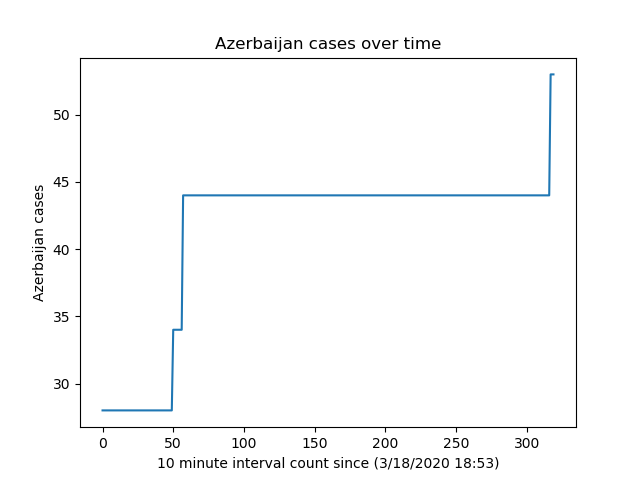 Azerbaijan cases over time
Azerbaijan cases
50
45
40
35
30
0 50 100 150 200 250 300
10 minute interval count since (3/18/2020 18:53)